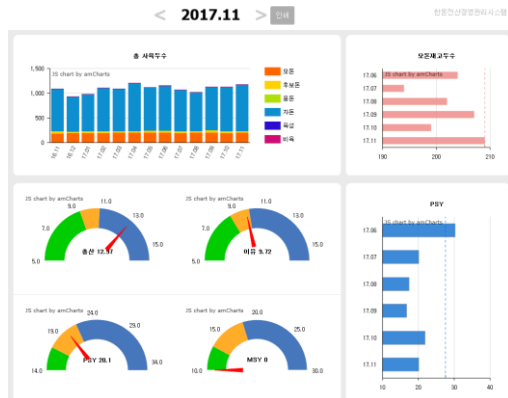 < 2017.11 > 인쇄
한돈전산경영관리시스템
총 사육두수
JS chart by amCharts
1,500
1,000
500
0
16.11
16.12
17.01
17.02
17.03
17.04
17.05
17.06
17.07
17.08
17.09
17.10
17.11
모돈
후보돈
웅돈
자돈
육성
비육
모돈재고두수
JS chart by amCharts
17.06
17.07
17.08
17.09
17.10
17.11
190
200
210
JS chart by amCharts
5.0
7.0
9.0
11.0
13.0
15.0
총산 12.97
JS chart by amCharts
5.0
7.0
9.0
11.0
13.0
15.0
이유 9.72
JS chart by amCharts
14.0
19.0
24.0
29.0
34.0
PSY 20.1
JS chart by amCharts
10.0
15.0
20.0
25.0
30.0
MSY 0
PSY
JS chart by amCharts
17.06
17.07
17.08
17.09
17.10
17.11
10
20
30
40